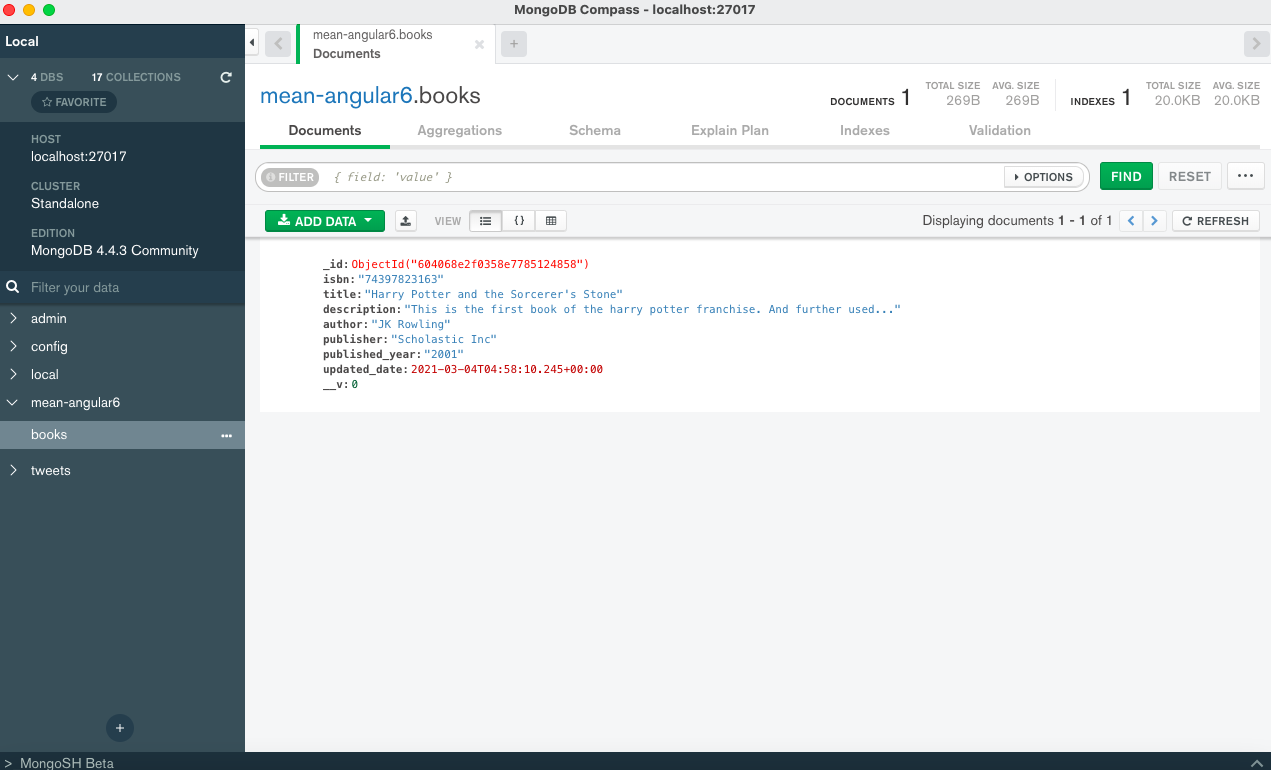 MongoDB Compass - localhost:27017
Local
4 DBS 17 COLLECTIONS
FAVORITE
HOST
localhost:27017
CLUSTER
Standalone
EDITION
MongoDB 4.4.3 Community
Filter your data
admin
config
local
mean-angular6
books
tweets
mean-angular6.books
Documents
mean-angular6.books
DOCUMENTS 1 TOTAL SIZE 269B AVG. SIZE 269B INDEXES 1 TOTAL SIZE 20.0KB AVG. SIZE 20.0KB
Documents Aggregations Schema Explain Plan Indexes Validation
FILTER { field: 'value' } OPTIONS FIND RESET
ADD DATA VIEW {} Displaying documents 1 - 1 of 1 REFRESH
_id: ObjectId("604068e2f0358e7785124858")
isbn: "74397823163"
title: "Harry Potter and the Sorcerer's Stone"
description: "This is the first book of the harry potter franchise. And further used..."
author: "JK Rowling"
publisher: "Scholastic Inc"
published_year: "2001"
updated_date: 2021-03-04T04:58:10.245+00:00
__v: 0
> MongoSH Beta